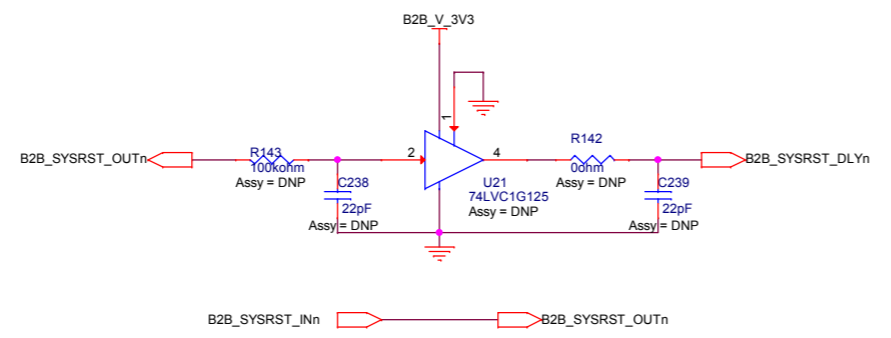 B2B_V_3V3
1
B2B_SYSRST_OUTn
R143
100kohm
Assy = DNP
2
4
R142
0ohm
Assy = DNP
B2B_SYSRST_DLYn
C238
22pF
Assy = DNP
U21
74LVC1G125
Assy = DNP
C239
22pF
Assy = DNP
B2B_SYSRST_INn
B2B_SYSRST_OUTn